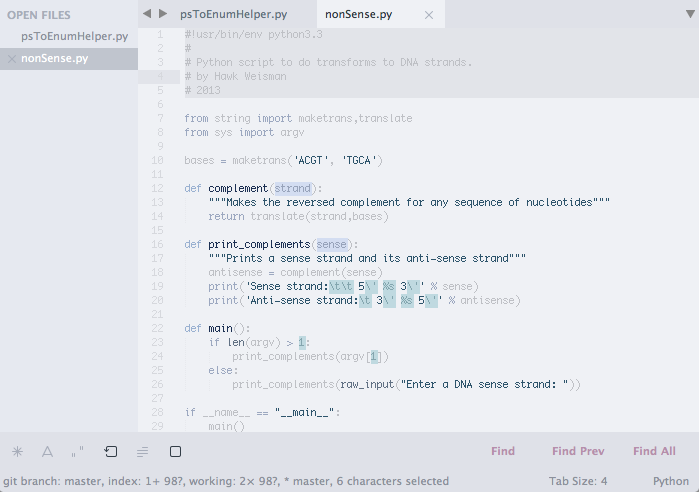 OPEN FILES
psToEnumHelper.py
nonSense.py
psToEnumHelper.py
nonSense.py
1 #!usr/bin/env python3.3
2 #
3 # Python script to do transforms to DNA strands.
4 # by Hawk Weisman
5 # 2013
6
7 from string import maketrans,translate
8 from sys import argv
9
10 bases = maketrans('ACGT', 'TGCA')
11
12 def complement(strand):
13 """Makes the reversed complement for any sequence of nucleotides"""
14 return translate(strand,bases)
15
16 def print_complements(sense):
17 """Prints a sense strand and its anti-sense strand"""
18 antisense = complement(sense)
19 print('Sense strand:\t\t 5\' %s 3\'' % sense)
20 print('Anti-sense strand:\t 3\' %s 5\'' % antisense)
21
22 def main():
23 if len(argv) > 1:
24 print_complements(argv[1])
25 else:
26 print_complements(raw_input("Enter a DNA sense strand: "))
27
28 if __name__ == "__main__":
29 main()
Find Find Prev Find All
git branch: master, index: 1+ 98?, working: 2× 98?, * master, 6 characters selected Tab Size: 4 Python